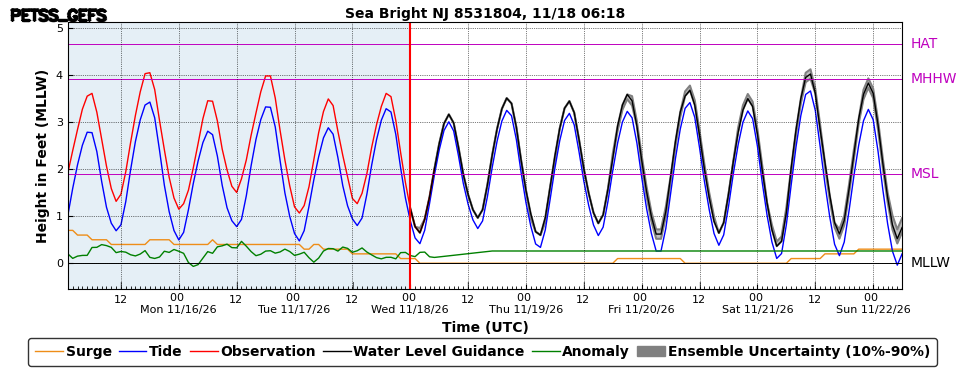 PETSS_GEFS
Sea Bright NJ 8531804, 11/18 06:18
Height in Feet (MLLW)
5
4
3
2
1
0
HAT
MHHW
MSL
MLLW
12 00 12 00 12 00 12 00 12 00 12 00 12 00
Mon 11/16/26 Tue 11/17/26 Wed 11/18/26 Thu 11/19/26 Fri 11/20/26 Sat 11/21/26 Sun 11/22/26
Time (UTC)
Surge Tide Observation Water Level Guidance Anomaly Ensemble Uncertainty (10%-90%)